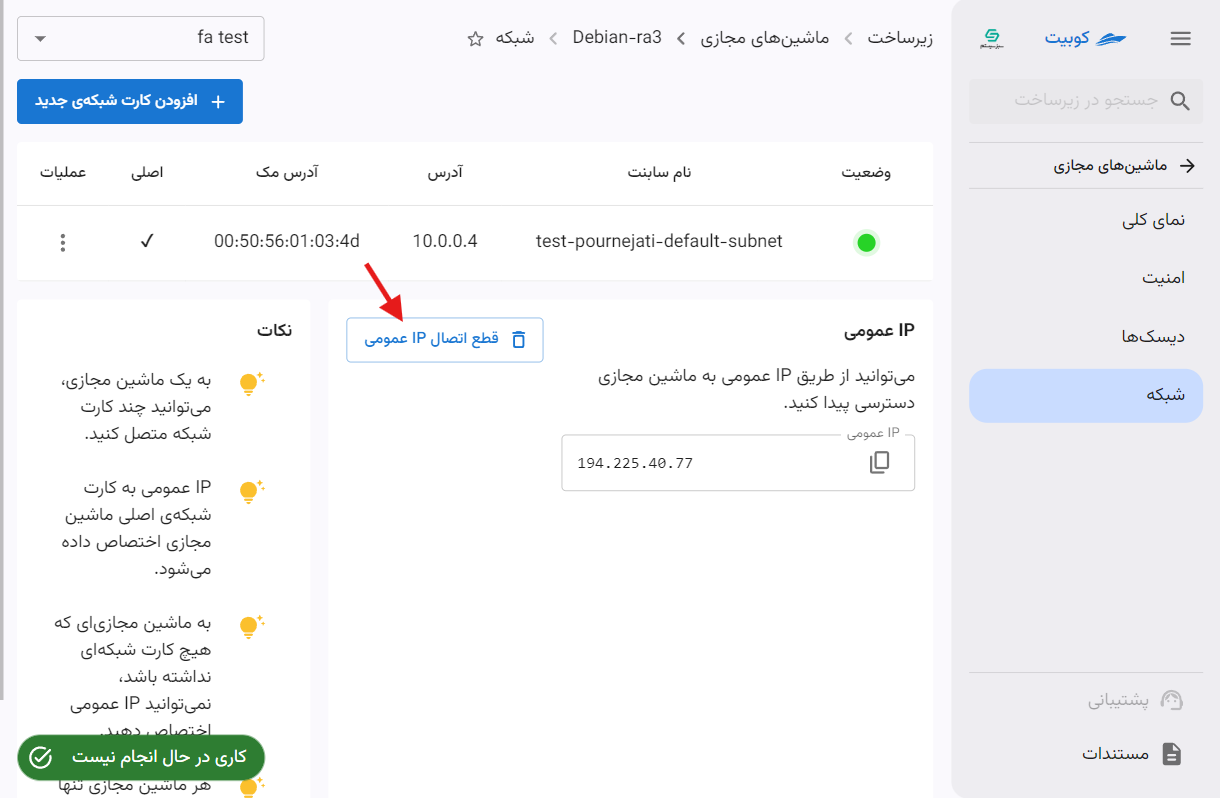 کوبیت
جستجو در زیرساخت
ماشین‌های مجازی
نمای کلی
امنیت
دیسک‌ها
شبکه
پشتیبانی
مستندات
زیرساخت
ماشین‌های مجازی
Debian-ra3
شبکه
fa test
افزودن کارت شبکه‌ی جدید
وضعیت نام سابنت آدرس آدرس مک اصلی عملیات
test-pournejati-default-subnet 10.0.0.4 00:50:56:01:03:4d
IP عمومی
قطع اتصال IP عمومی
می‌توانید از طریق IP عمومی به ماشین مجازی
دسترسی پیدا کنید.
IP عمومی
194.225.40.77
نکات
به یک ماشین مجازی،
می‌توانید چند کارت
شبکه متصل کنید.
IP عمومی به کارت
شبکه‌ی اصلی ماشین
مجازی اختصاص داده
می‌شود.
به ماشین مجازی‌ای که
هیچ کارت شبکه‌ای
نداشته باشد،
نمی‌توانید IP عمومی
اختصاص دهید.
هر ماشین مجازی تنها
کاری در حال انجام نیست